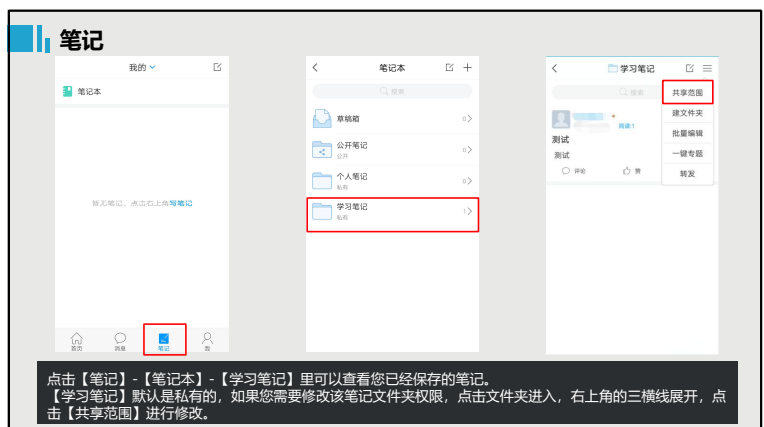 笔记
我的
笔记本
暂无笔记，点击右上角写笔记
首页
消息
笔记
我
笔记本
搜索
草稿箱
0
公开笔记
0
公开
个人笔记
0
私有
学习笔记
1
私有
学习笔记
搜索
共享范围
建文件夹
批量编辑
一键专题
转发
阅读1
测试
测试
评论
赞
点击【笔记】-【笔记本】-【学习笔记】里可以查看您已经保存的笔记。
【学习笔记】默认是私有的，如果您需要修改该笔记文件夹权限，点击文件夹进入，右上角的三横线展开，点
击【共享范围】进行修改。